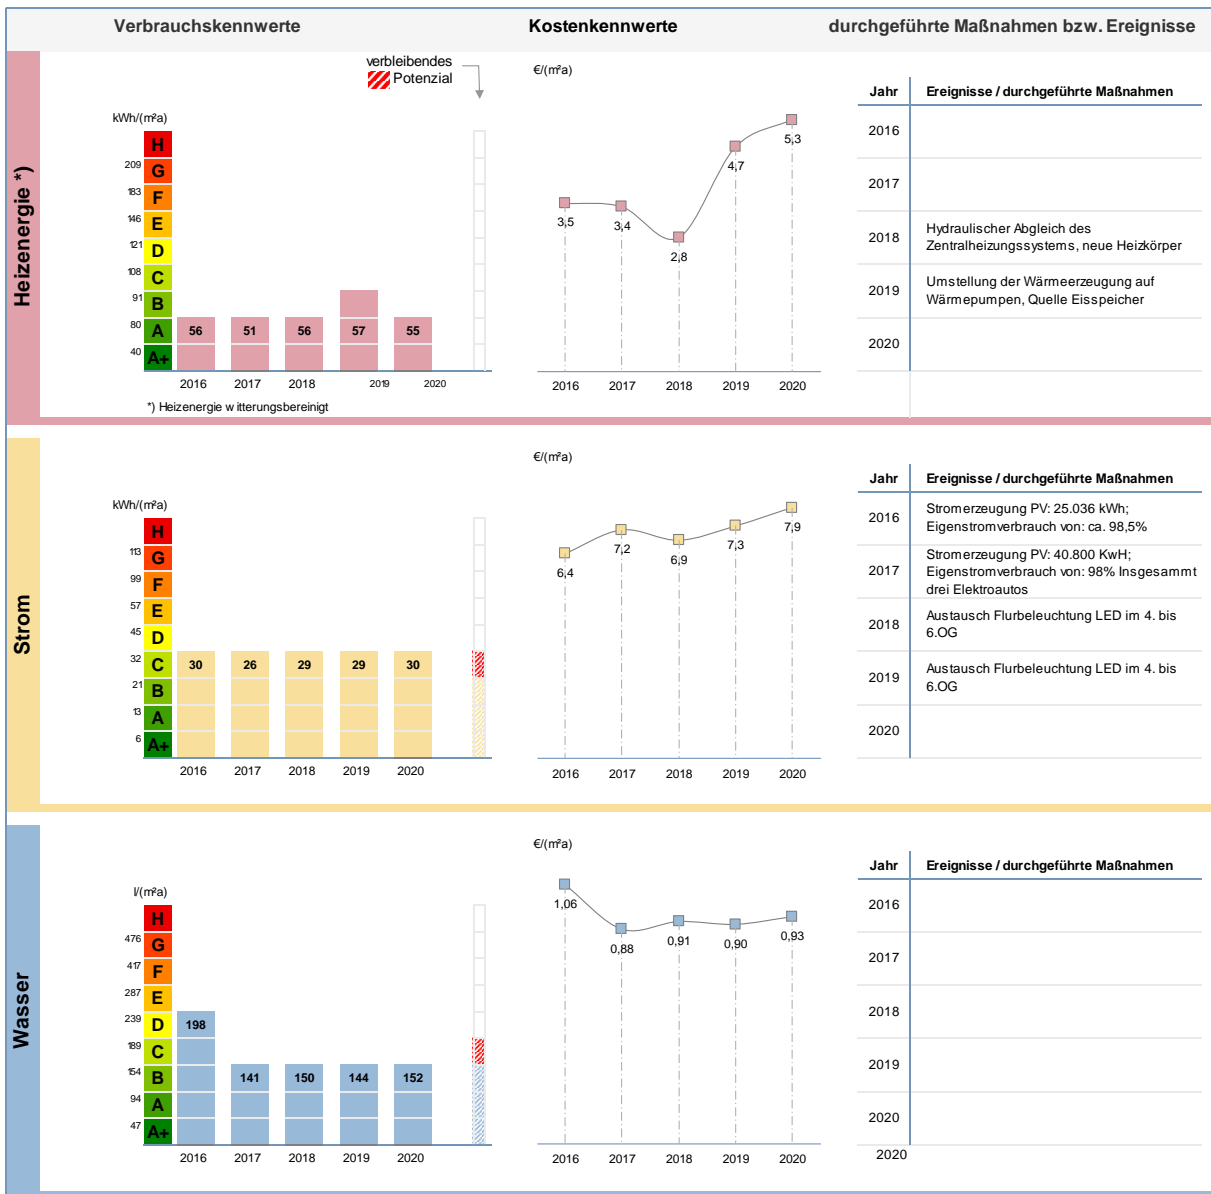 Verbrauchskennwerte
Kostenkennwerte
durchgeführte Maßnahmen bzw. Ereignisse
Heizenergie *)
verbleibendes
Potenzial
kWh/(m²a)
H
209
G
183
F
146
E
121
D
108
C
91
B
80
A
40
A+
56
51
56
57
55
2016
2017
2018
2019
2020
*) Heizenergie witterungsbereinigt
€/(m²a)
3,5
3,4
2,8
4,7
5,3
2016
2017
2018
2019
2020
Jahr Ereignisse / durchgeführte Maßnahmen
2016
2017
2018
Hydraulischer Abgleich des
Zentralheizungssystems, neue Heizkörper
2019
Umstellung der Wärmeerzeugung auf
Wärmepumpen, Quelle Eisspeicher
2020
Strom
kWh/(m²a)
H
113
G
99
F
57
E
45
D
32
C
21
B
13
A
6
A+
30
26
29
29
30
2016
2017
2018
2019
2020
€/(m²a)
6,4
7,2
6,9
7,3
7,9
2016
2017
2018
2019
2020
Jahr Ereignisse / durchgeführte Maßnahmen
2016
Stromerzeugung PV: 25.036 kWh;
Eigenstromverbrauch von: ca. 98,5%
2017
Stromerzeugung PV: 40.800 KwH;
Eigenstromverbrauch von: 98% Insgesammt
drei Elektroautos
2018
Austausch Flurbeleuchtung LED im 4. bis
6.OG
2019
Austausch Flurbeleuchtung LED im 4. bis
6.OG
2020
Wasser
l/(m²a)
H
476
G
417
F
287
E
239
D
189
C
154
B
94
A
47
A+
198
141
150
144
152
2016
2017
2018
2019
2020
€/(m²a)
1,06
0,88
0,91
0,90
0,93
2016
2017
2018
2019
2020
Jahr Ereignisse / durchgeführte Maßnahmen
2016
2017
2018
2019
2020
2020